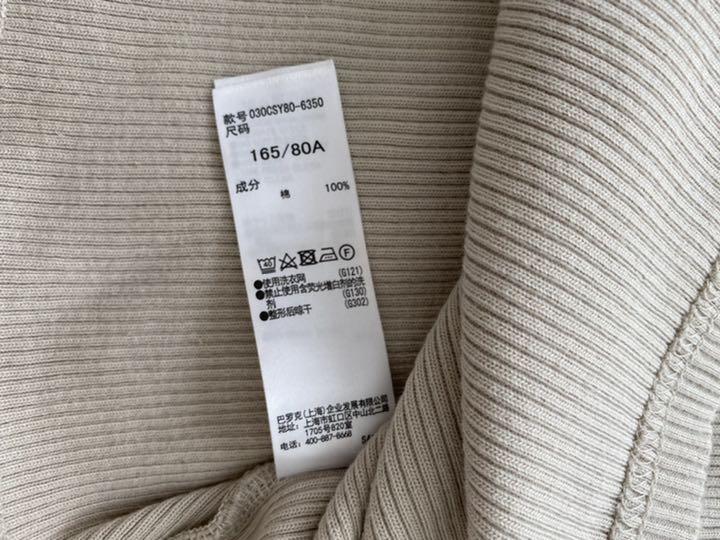 款号 030CSY80-6350
尺码
165/80A
成分
棉 100%
40
F
●使用洗衣网 (G121)
●禁止使用含荧光增白剂的洗
剂 (G130)
●整形后晾干 (G302)
巴罗克(上海)企业发展有限公司
地址: 上海市虹口区中山北二路
1705号820室
电话: 400-887-8668